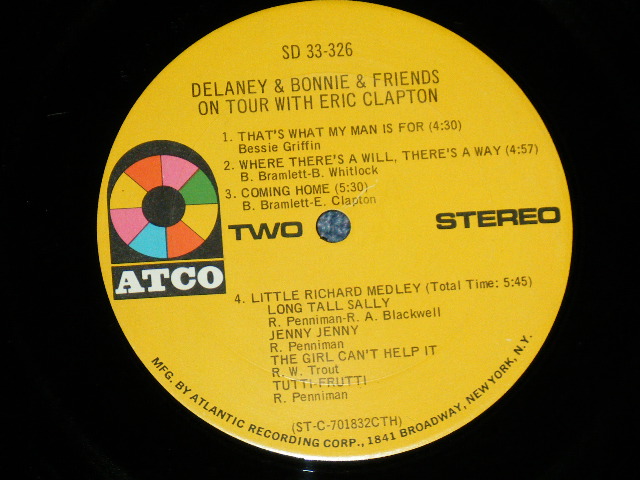 SD 33-326
DELANEY & BONNIE & FRIENDS
ON TOUR WITH ERIC CLAPTON
1. THAT'S WHAT MY MAN IS FOR (4:30)
Bessie Griffin
2. WHERE THERE'S A WILL, THERE'S A WAY (4:57)
B. Bramlett-B. Whitlock
3. COMING HOME (5:30)
B. Bramlett-E. Clapton
TWO
STEREO
ATCO
4. LITTLE RICHARD MEDLEY (Total Time: 5:45)
LONG TALL SALLY
R. Penniman-R. A. Blackwell
JENNY JENNY
R. Penniman
THE GIRL CAN'T HELP IT
R. W. Trout
TUTTI FRUTTI
R. Penniman
(ST-C-701832CTH)
MFG. BY ATLANTIC RECORDING CORP., 1841 BROADWAY, NEW YORK, N.Y.